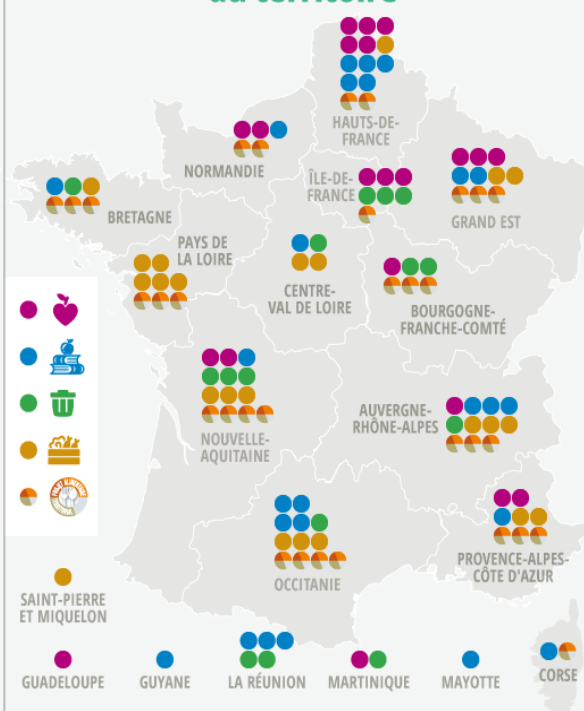 au territoire
HAUTS-DE-
FRANCE
NORMANDIE
ÎLE-DE-
FRANCE
GRAND EST
BRETAGNE
PAYS DE
LA LOIRE
CENTRE-
VAL DE LOIRE
BOURGOGNE-
FRANCHE-COMTÉ
NOUVELLE-
AQUITAINE
AUVERGNE-
RHÔNE-ALPES
OCCITANIE
PROVENCE-ALPES-
CÔTE D'AZUR
SAINT-PIERRE
ET MIQUELON
GUADELOUPE
GUYANE
LA RÉUNION
MARTINIQUE
MAYOTTE
CORSE